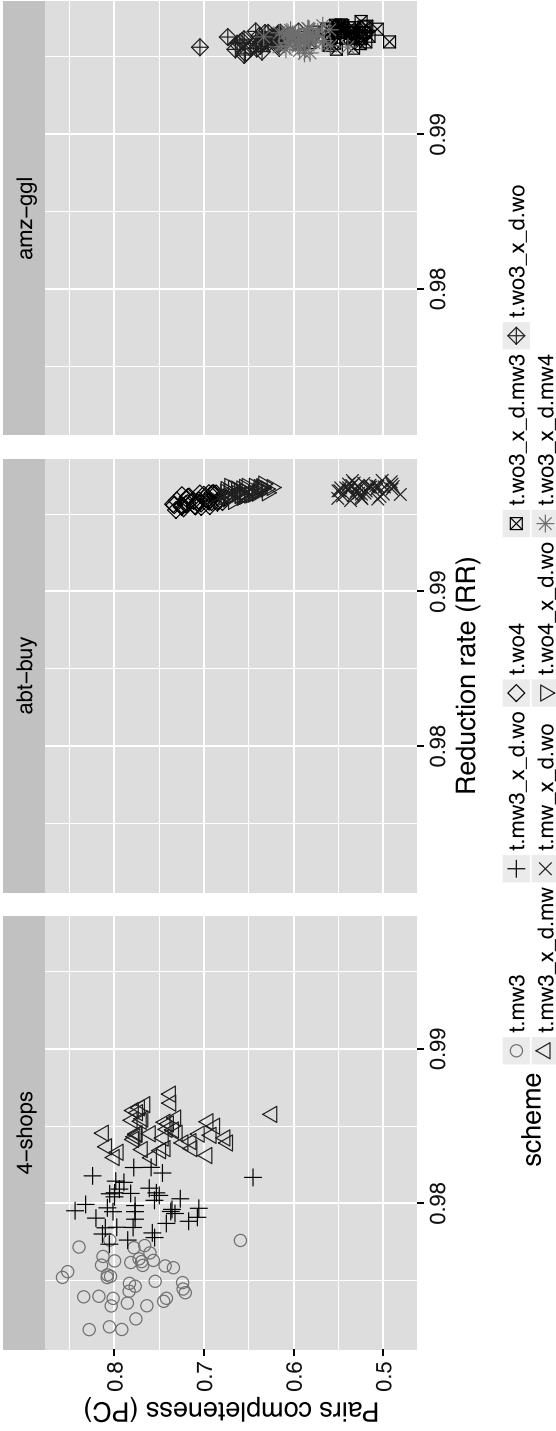 4−shops
abt−buy
amz−ggl
0.8
0.7
0.6
0.5
0.98
0.99
0.98
0.99
0.98
0.99
Reduction rate (RR)
Pairs completeness (PC)
scheme
t.mw3
t.mw3_x_d.wo
t.wo4
t.wo3_x_d.mw3
t.wo3_x_d.wo
t.mw3_x_d.mw
t.mw_x_d.wo
t.wo4_x_d.wo
t.wo3_x_d.mw4